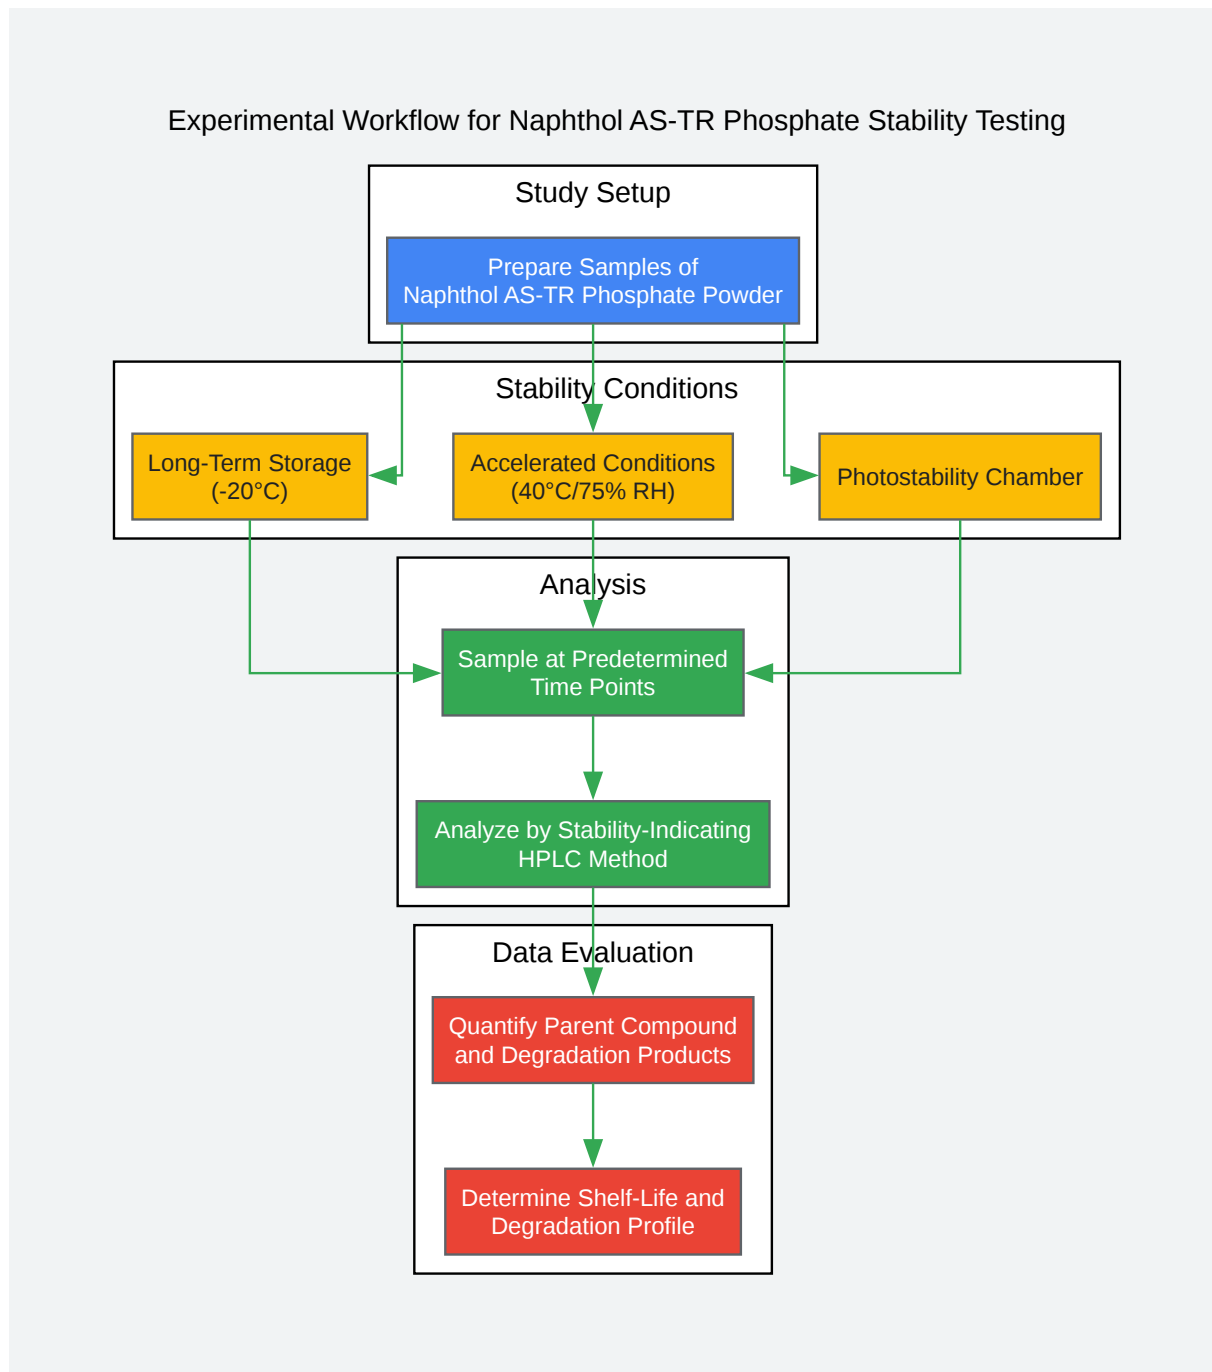 Experimental Workflow for Naphthol AS-TR Phosphate Stability Testing
Study Setup
Prepare Samples of
Naphthol AS-TR Phosphate Powder
Stability Conditions
Long-Term Storage
(-20°C)
Accelerated Conditions
(40°C/75% RH)
Photostability Chamber
Analysis
Sample at Predetermined
Time Points
Analyze by Stability-Indicating
HPLC Method
Data Evaluation
Quantify Parent Compound
and Degradation Products
Determine Shelf-Life and
Degradation Profile